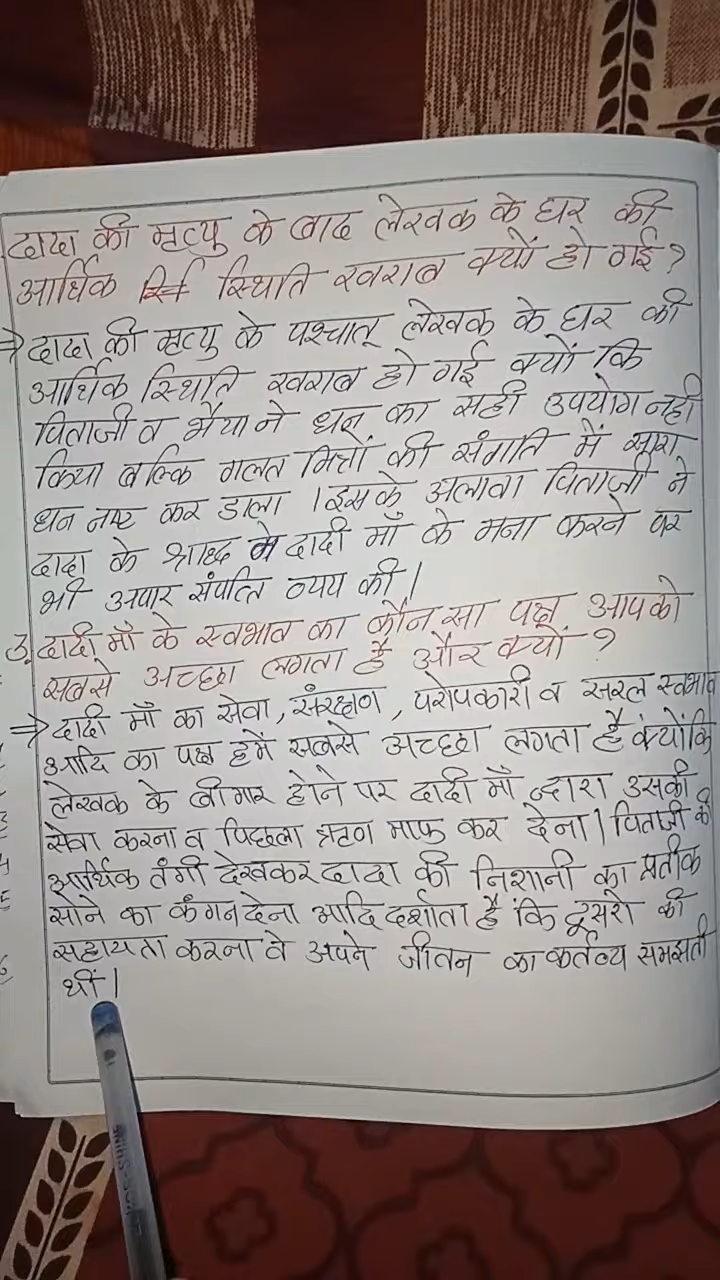 दादा की मृत्यु के बाद लेखक के घर की
आर्थिक स्थिति खराब क्यों हो गई?
⇒ दादा की मृत्यु के पश्चात् लेखक के घर की
आर्थिक स्थिति खराब हो गई क्यों कि
पिताजी व भैया ने धन का सही उपयोग नही
किया बल्कि गलत मित्रों की संगति में सारा
धन नष्ट कर डाला । इसके अलावा पिताजी ने
दादा के श्राद्ध मे दादी माँ के मना करने पर
भी अपार संपत्ति व्यय की ।
3. दादी माँ के स्वभाव का कौन सा पक्ष आपको
सबसे अच्छा लगता है और क्यों ?
⇒ दादी माँ का सेवा, संरक्षण, परोपकारी व सरल स्वभाव
आदि का पक्ष हमें सबसे अच्छा लगता है क्योंकि
लेखक के बीमार होने पर दादी माँ द्वारा उसकी
सेवा करना व पिछला ऋण माफ कर देना । पिताजी की
आर्थिक तंगी देखकर दादा की निशानी का प्रतीक
सोने का कंगन देना आदि दर्शाता है कि दूसरो की
सहायता करना वे अपने जीवन का कर्तव्य समझती
थीं ।